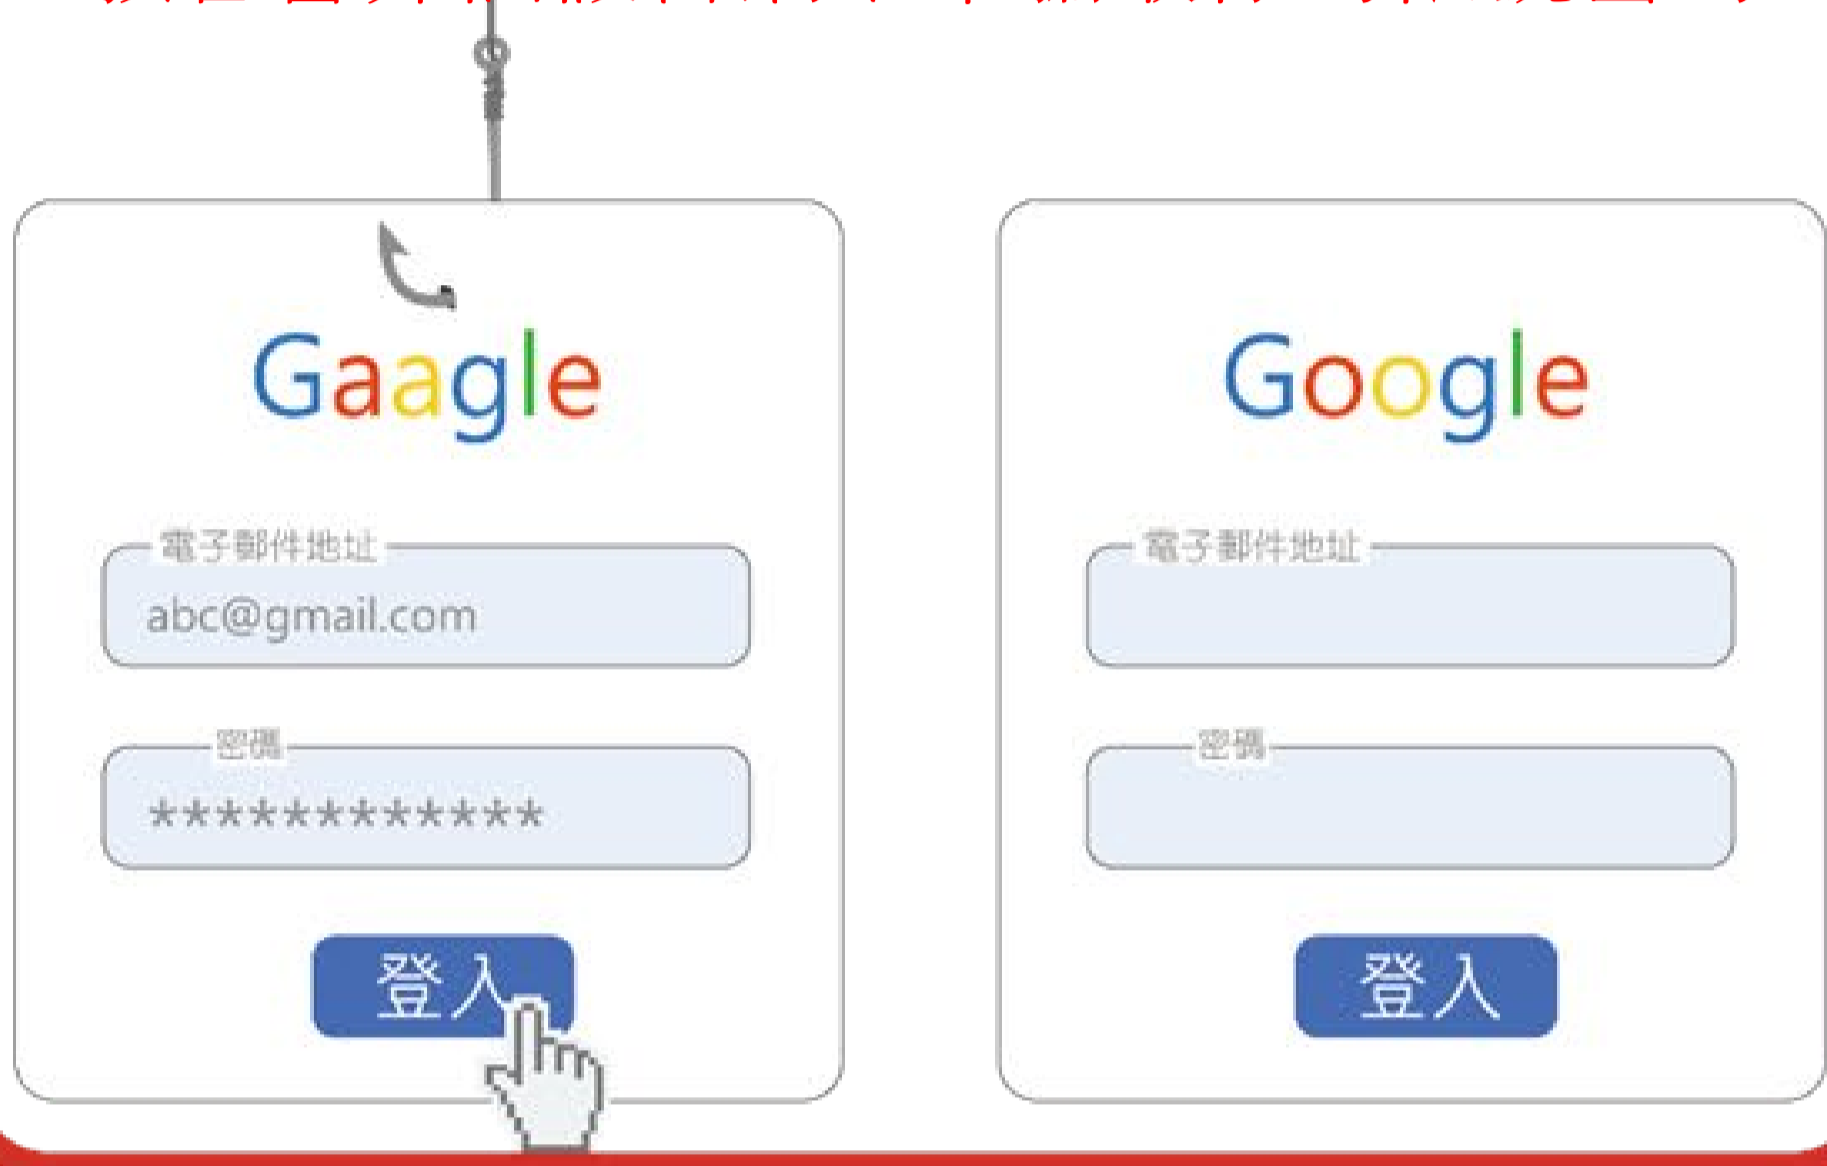 Gaagle
電子郵件地址
abc@gmail.com
密碼
************
登入
Google
電子郵件地址
密碼
登入